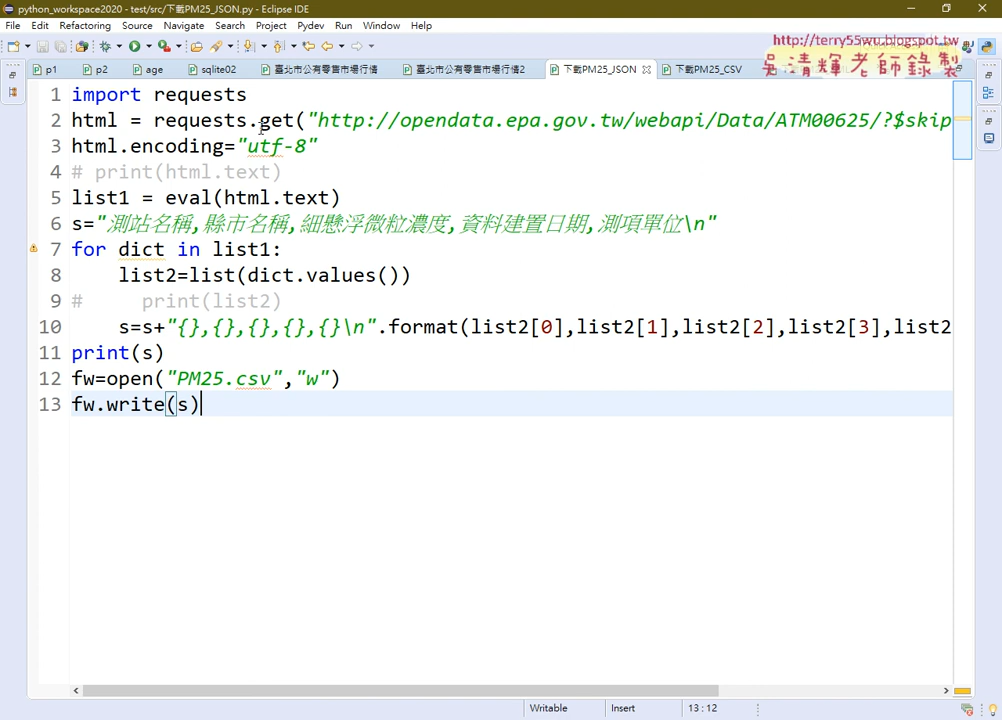 python_workspace2020 - test/src/下載PM25_JSON.py - Eclipse IDE
File Edit Refactoring Source Navigate Search Project Pydev Run Window Help
http://terry55wu.blogspot.tw
吳清輝老師錄製
p1 p2 age sqlite02 臺北市公有零售市場行情 臺北市公有零售市場行情2 下載PM25_JSON 下載PM25_CSV
1 import requests
2 html = requests.get("http://opendata.epa.gov.tw/webapi/Data/ATM00625/?$skip
3 html.encoding="utf-8"
4 # print(html.text)
5 list1 = eval(html.text)
6 s="測站名稱,縣市名稱,細懸浮微粒濃度,資料建置日期,測項單位\n"
7 for dict in list1:
8 list2=list(dict.values())
9 # print(list2)
10 s=s+"{},{},{},{},{}\n".format(list2[0],list2[1],list2[2],list2[3],list2
11 print(s)
12 fw=open("PM25.csv","w")
13 fw.write(s)
Writable Insert 13 : 12